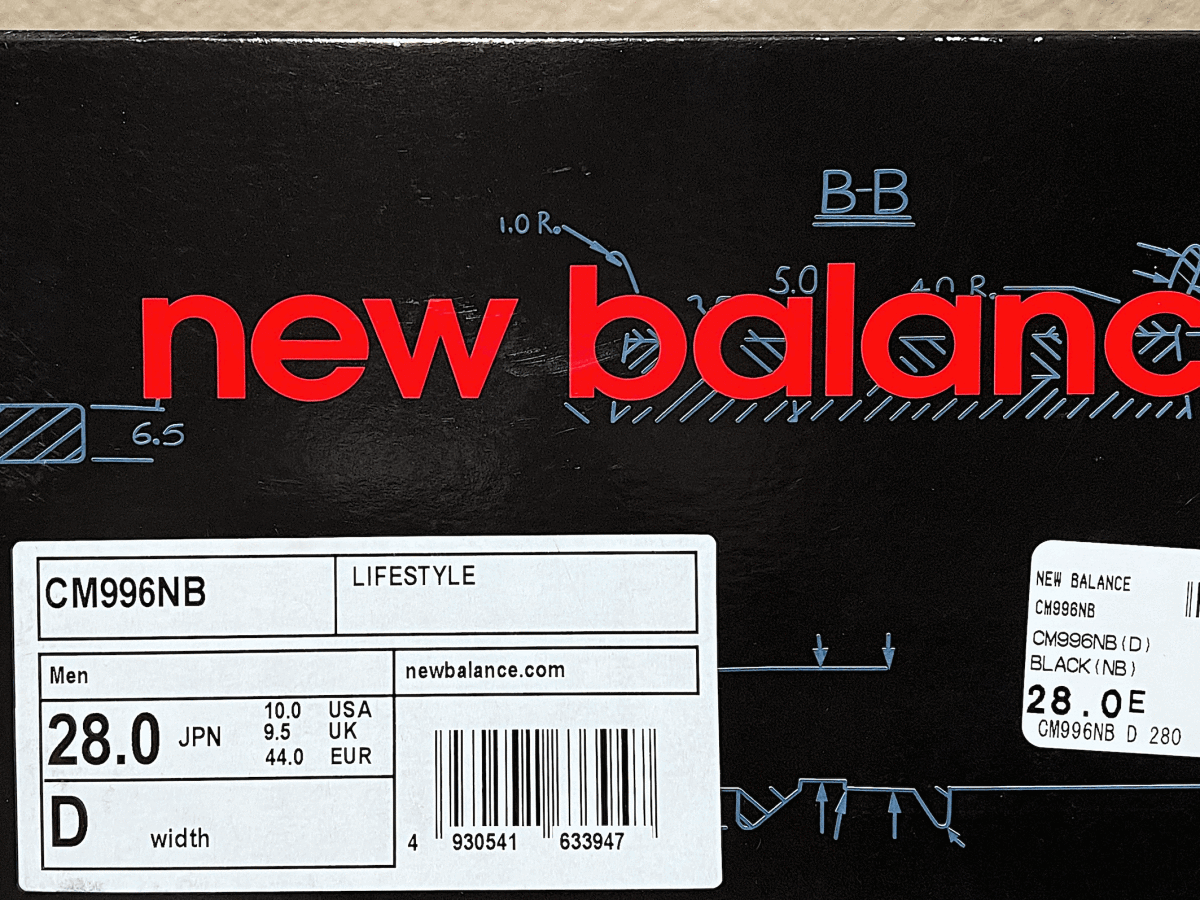 B-B
1.0 R.
5.0
4.0 R.
new balanc
6.5
CM996NB
LIFESTYLE
Men
newbalance.com
28.0 JPN
10.0 USA
9.5 UK
44.0 EUR
D width
4 930541 633947
NEW BALANCE
CM996NB
CM996NB(D)
BLACK(NB)
28.0E
CM996NB D 280